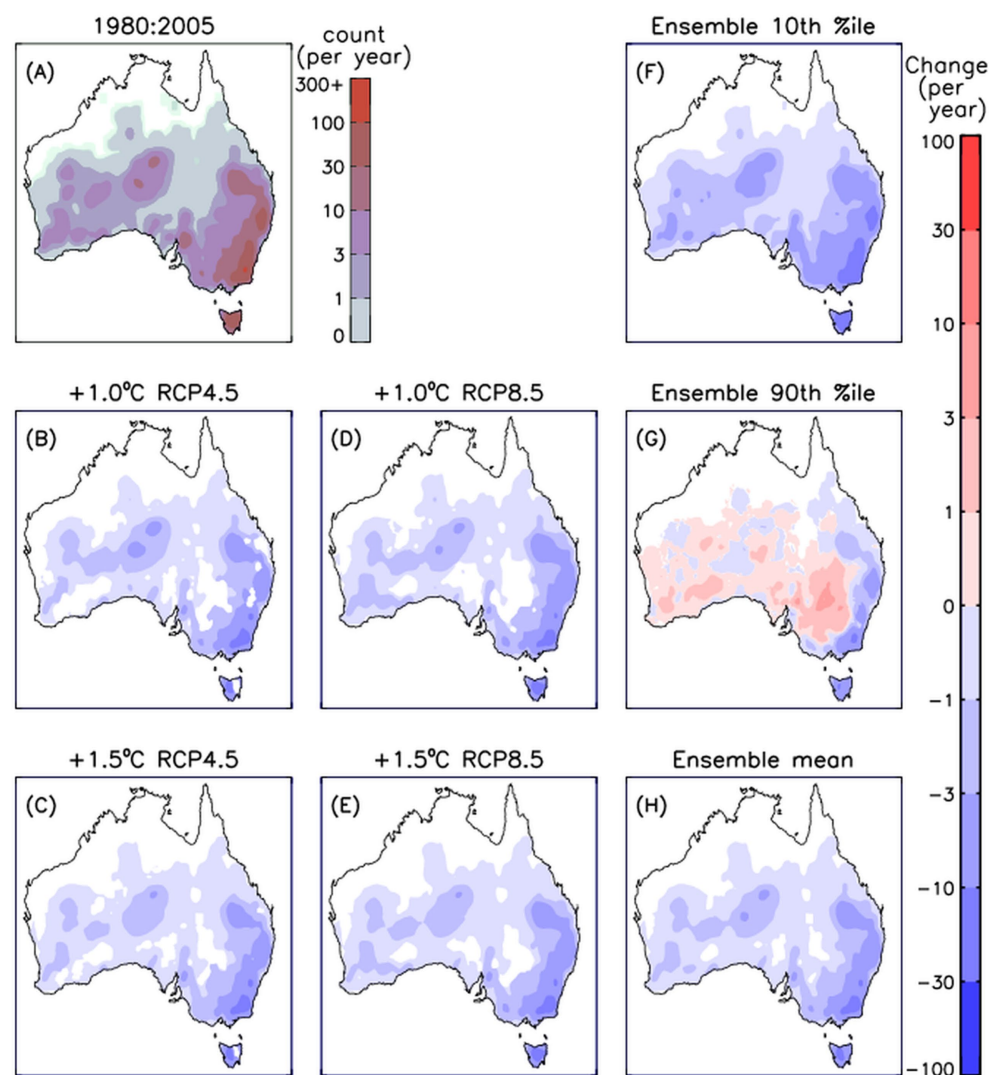 1980:2005
(A)
count
(per year)
300+
100
30
10
3
1
0
Ensemble 10th %ile
(F)
Change
(per
year)
100
30
10
3
1
0
−1
−3
−10
−30
−100
+1.0°C RCP4.5
(B)
+1.0°C RCP8.5
(D)
Ensemble 90th %ile
(G)
+1.5°C RCP4.5
(C)
+1.5°C RCP8.5
(E)
Ensemble mean
(H)